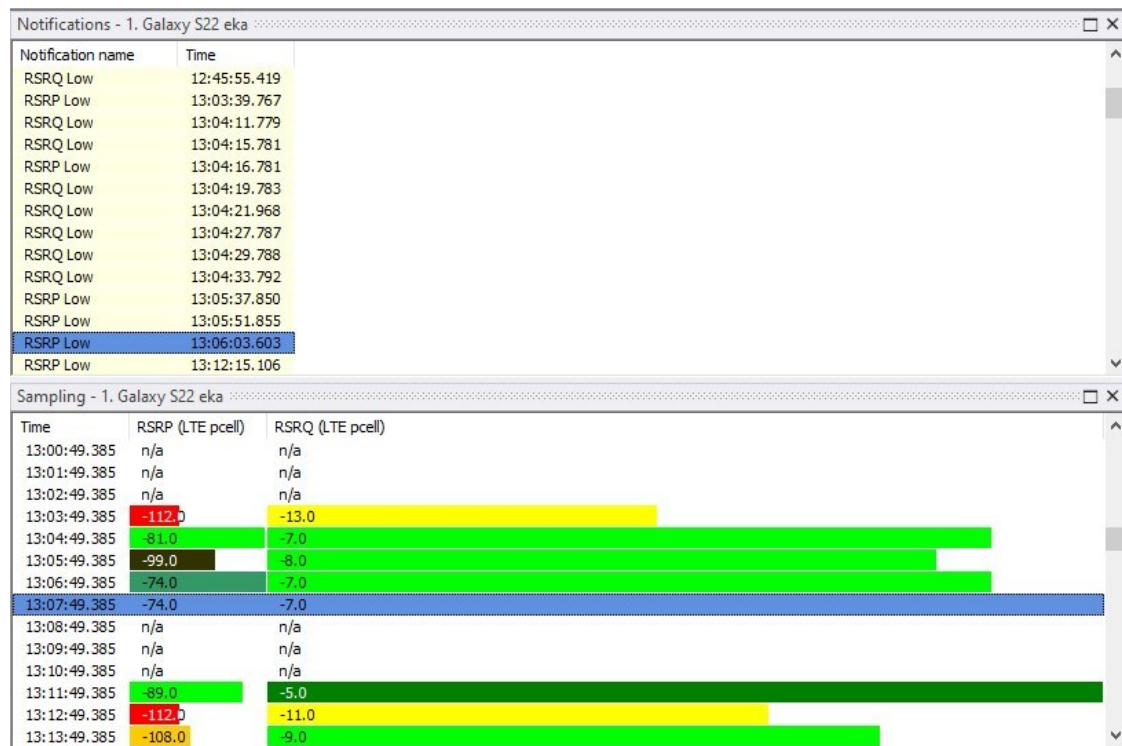 Notifications - 1. Galaxy S22 eka
Notification name Time
RSRQ Low 12:45:55.419
RSRP Low 13:03:39.767
RSRQ Low 13:04:11.779
RSRQ Low 13:04:15.781
RSRP Low 13:04:16.781
RSRQ Low 13:04:19.783
RSRQ Low 13:04:21.968
RSRQ Low 13:04:27.787
RSRQ Low 13:04:29.788
RSRQ Low 13:04:33.792
RSRP Low 13:05:37.850
RSRP Low 13:05:51.855
RSRP Low 13:06:03.603
RSRP Low 13:12:15.106
Sampling - 1. Galaxy S22 eka
Time RSRP (LTE pcell) RSRQ (LTE pcell)
13:00:49.385 n/a n/a
13:01:49.385 n/a n/a
13:02:49.385 n/a n/a
13:03:49.385 -112.0 -13.0
13:04:49.385 -81.0 -7.0
13:05:49.385 -99.0 -8.0
13:06:49.385 -74.0 -7.0
13:07:49.385 -74.0 -7.0
13:08:49.385 n/a n/a
13:09:49.385 n/a n/a
13:10:49.385 n/a n/a
13:11:49.385 -89.0 -5.0
13:12:49.385 -112.0 -11.0
13:13:49.385 -108.0 -9.0